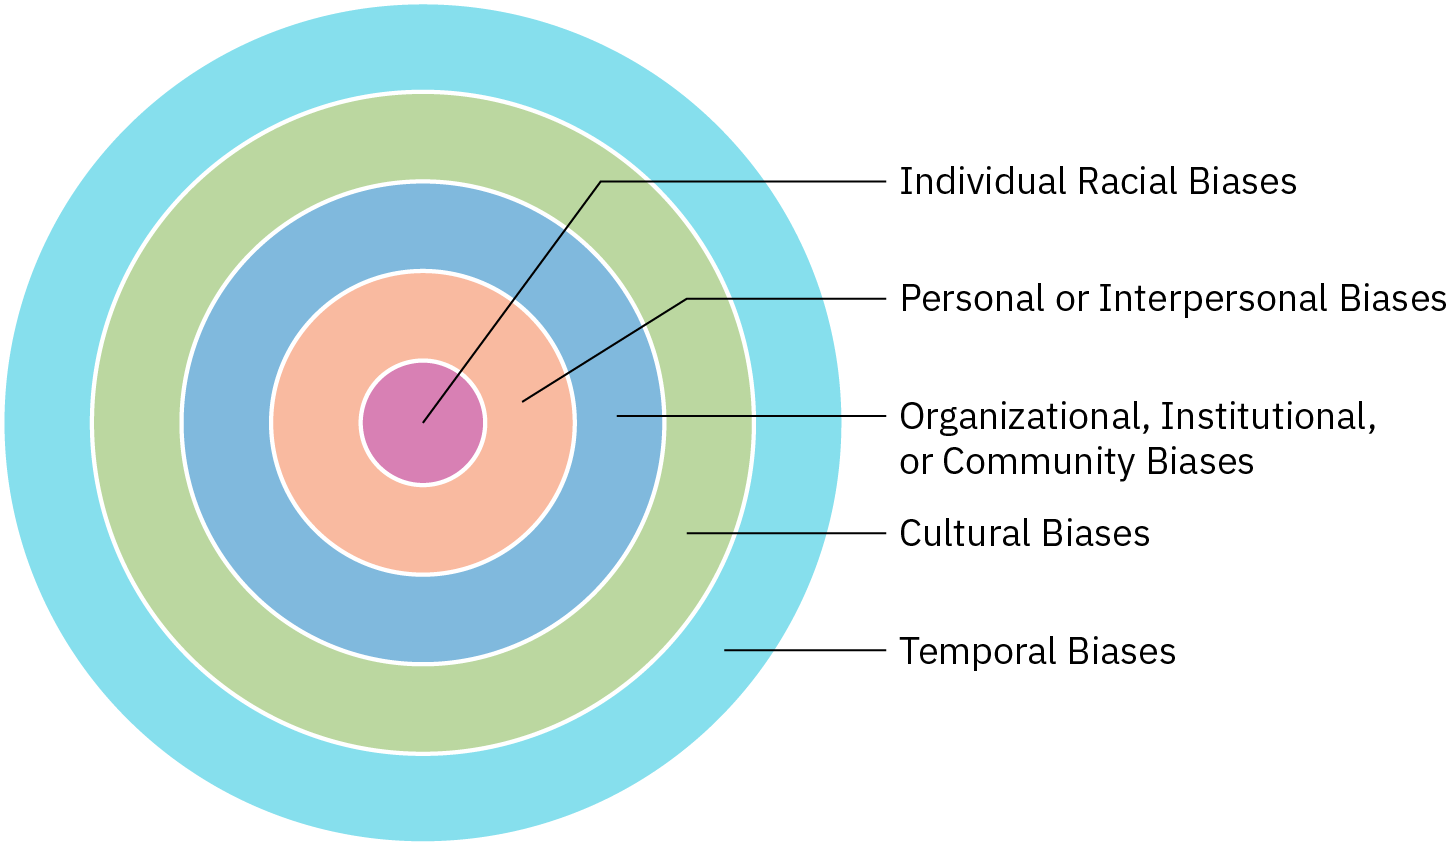 Individual Racial Biases
Personal or Interpersonal Biases
Organizational, Institutional,
or Community Biases
Cultural Biases
Temporal Biases